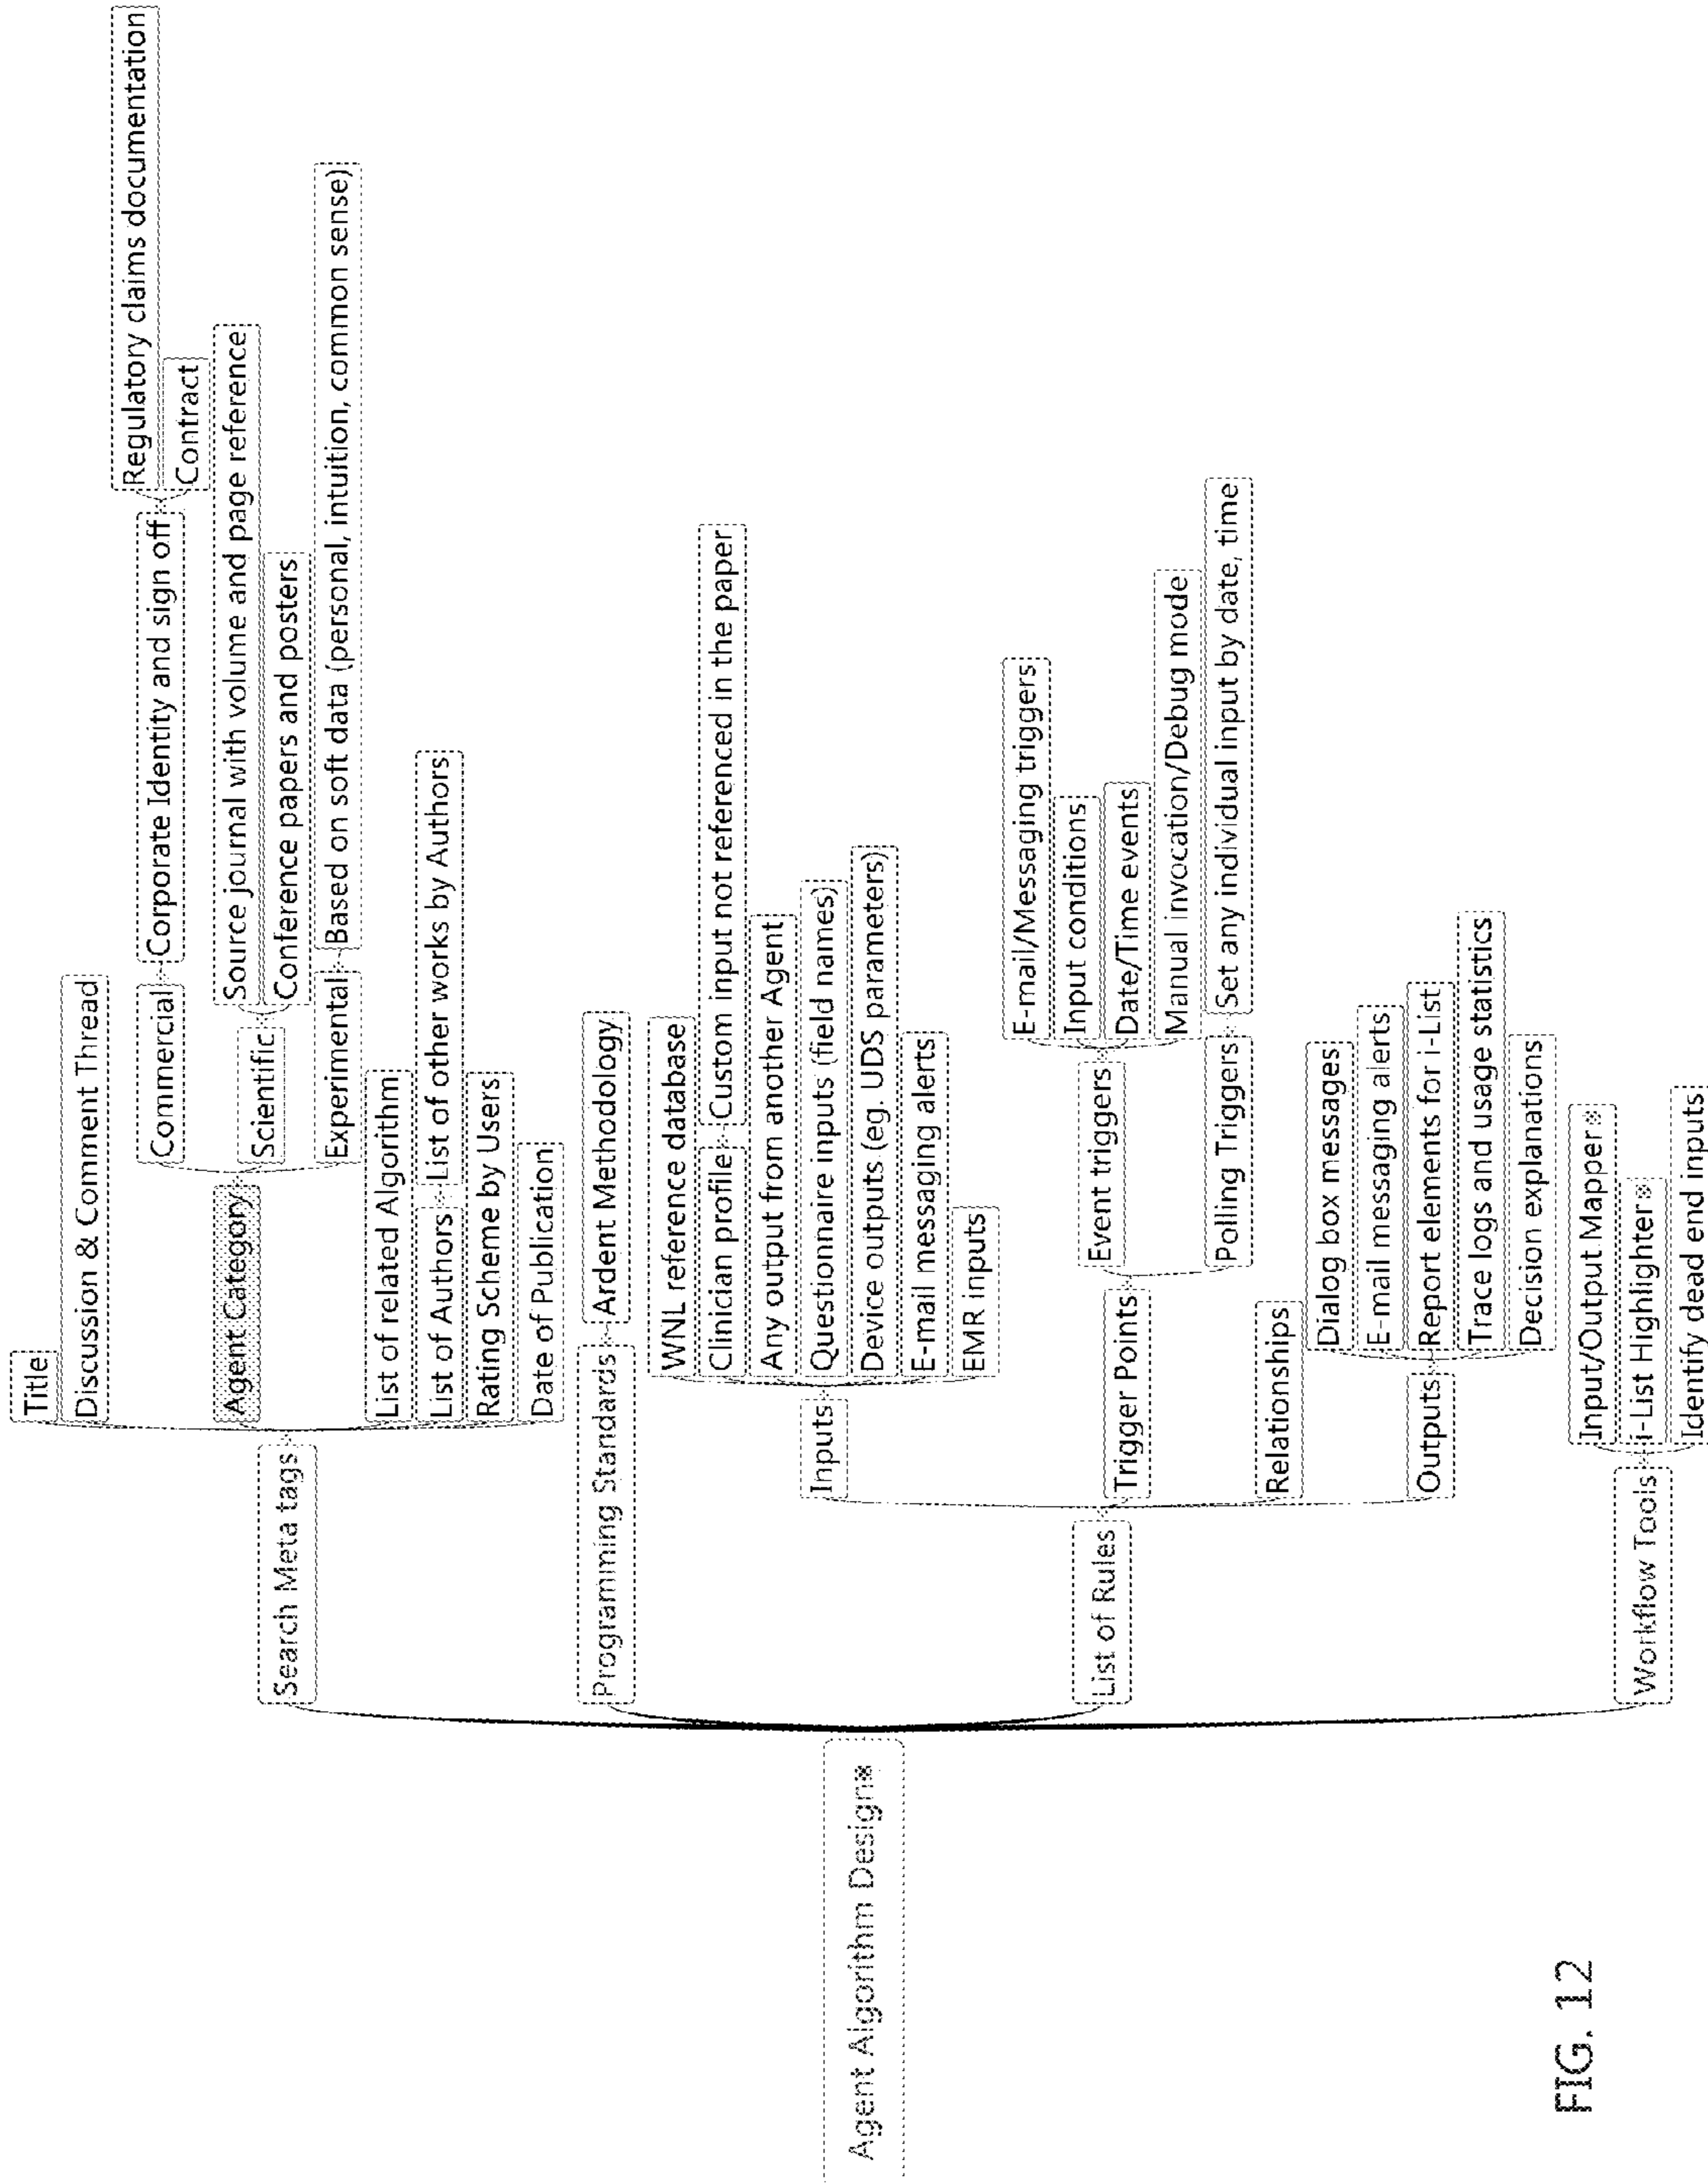 Title
Discussion & Comment Thread
Regulatory claims documentation
Contract
Corporate Identity and sign off
Commercial
Source journal with volume and page reference
Conference papers and posters
Scientific
Based on soft data (personal, intuition, common sense)
Experimental
Agent Category
List of related Algorithm
List of Authors
List of other works by Authors
Rating Scheme by Users
Date of Publication
Search Meta tags
Programming Standards
Ardent Methodology
WNL reference database
Clinician profile
Custom input not referenced in the paper
Any output from another Agent
Questionnaire inputs (field names)
Device outputs (eg. UDS parameters)
E-mail messaging alerts
EMR inputs
Inputs
E-mail/Messaging triggers
Input conditions
Date/Time events
Manual invocation/Debug mode
Event triggers
Set any individual input by date, time
Polling Triggers
Trigger Points
Relationships
Dialog box messages
E-mail messaging alerts
Report elements for i-List
Trace logs and usage statistics
Decision explanations
Outputs
List of Rules
Input/Output Mapper※
i-List Highlighter※
Identify dead end inputs
Workflow Tools
Agent Algorithm Design※
FIG. 12